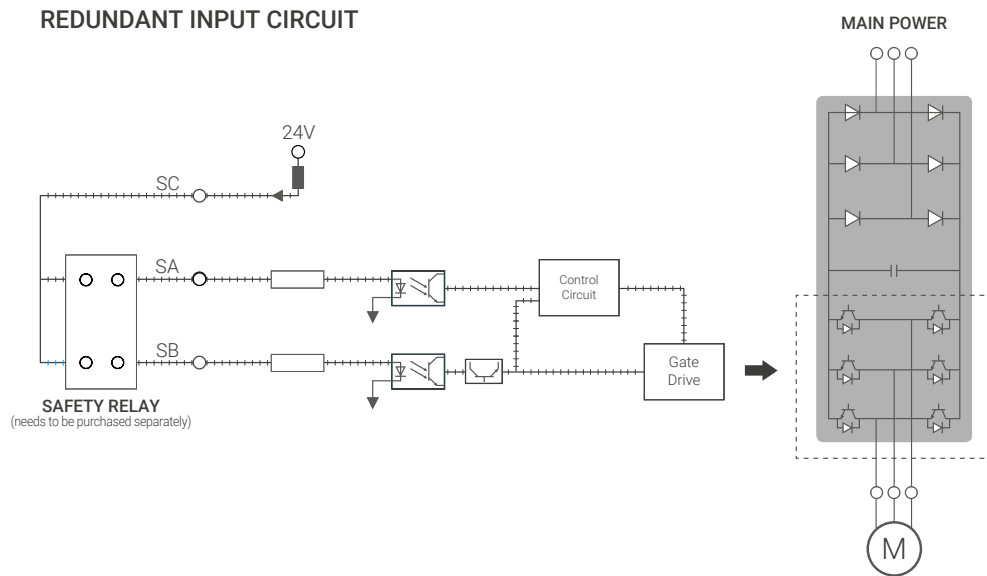 REDUNDANT INPUT CIRCUIT
MAIN POWER
24V
SC
SA
SB
Control
Circuit
Gate
Drive
SAFETY RELAY
(needs to be purchased separately)
M